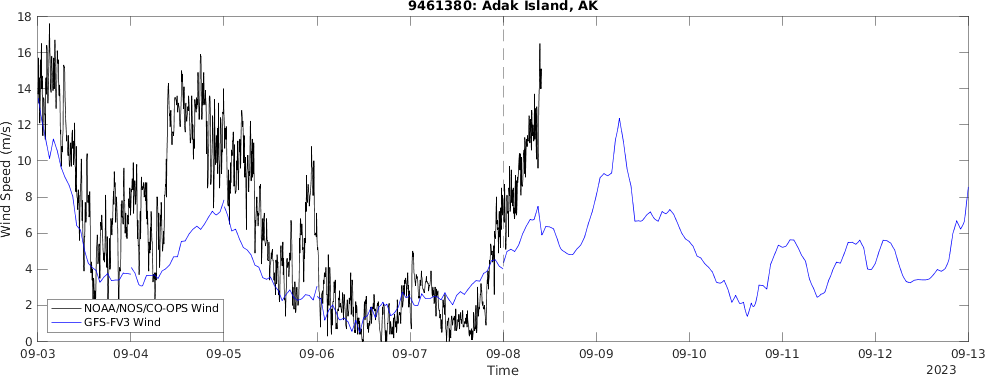 9461380: Adak Island, AK
18
16
14
12
10
8
6
4
2
0
Wind Speed (m/s)
NOAA/NOS/CO-OPS Wind
GFS-FV3 Wind
09-03 09-04 09-05 09-06 09-07 09-08 09-09 09-10 09-11 09-12 09-13
Time
2023